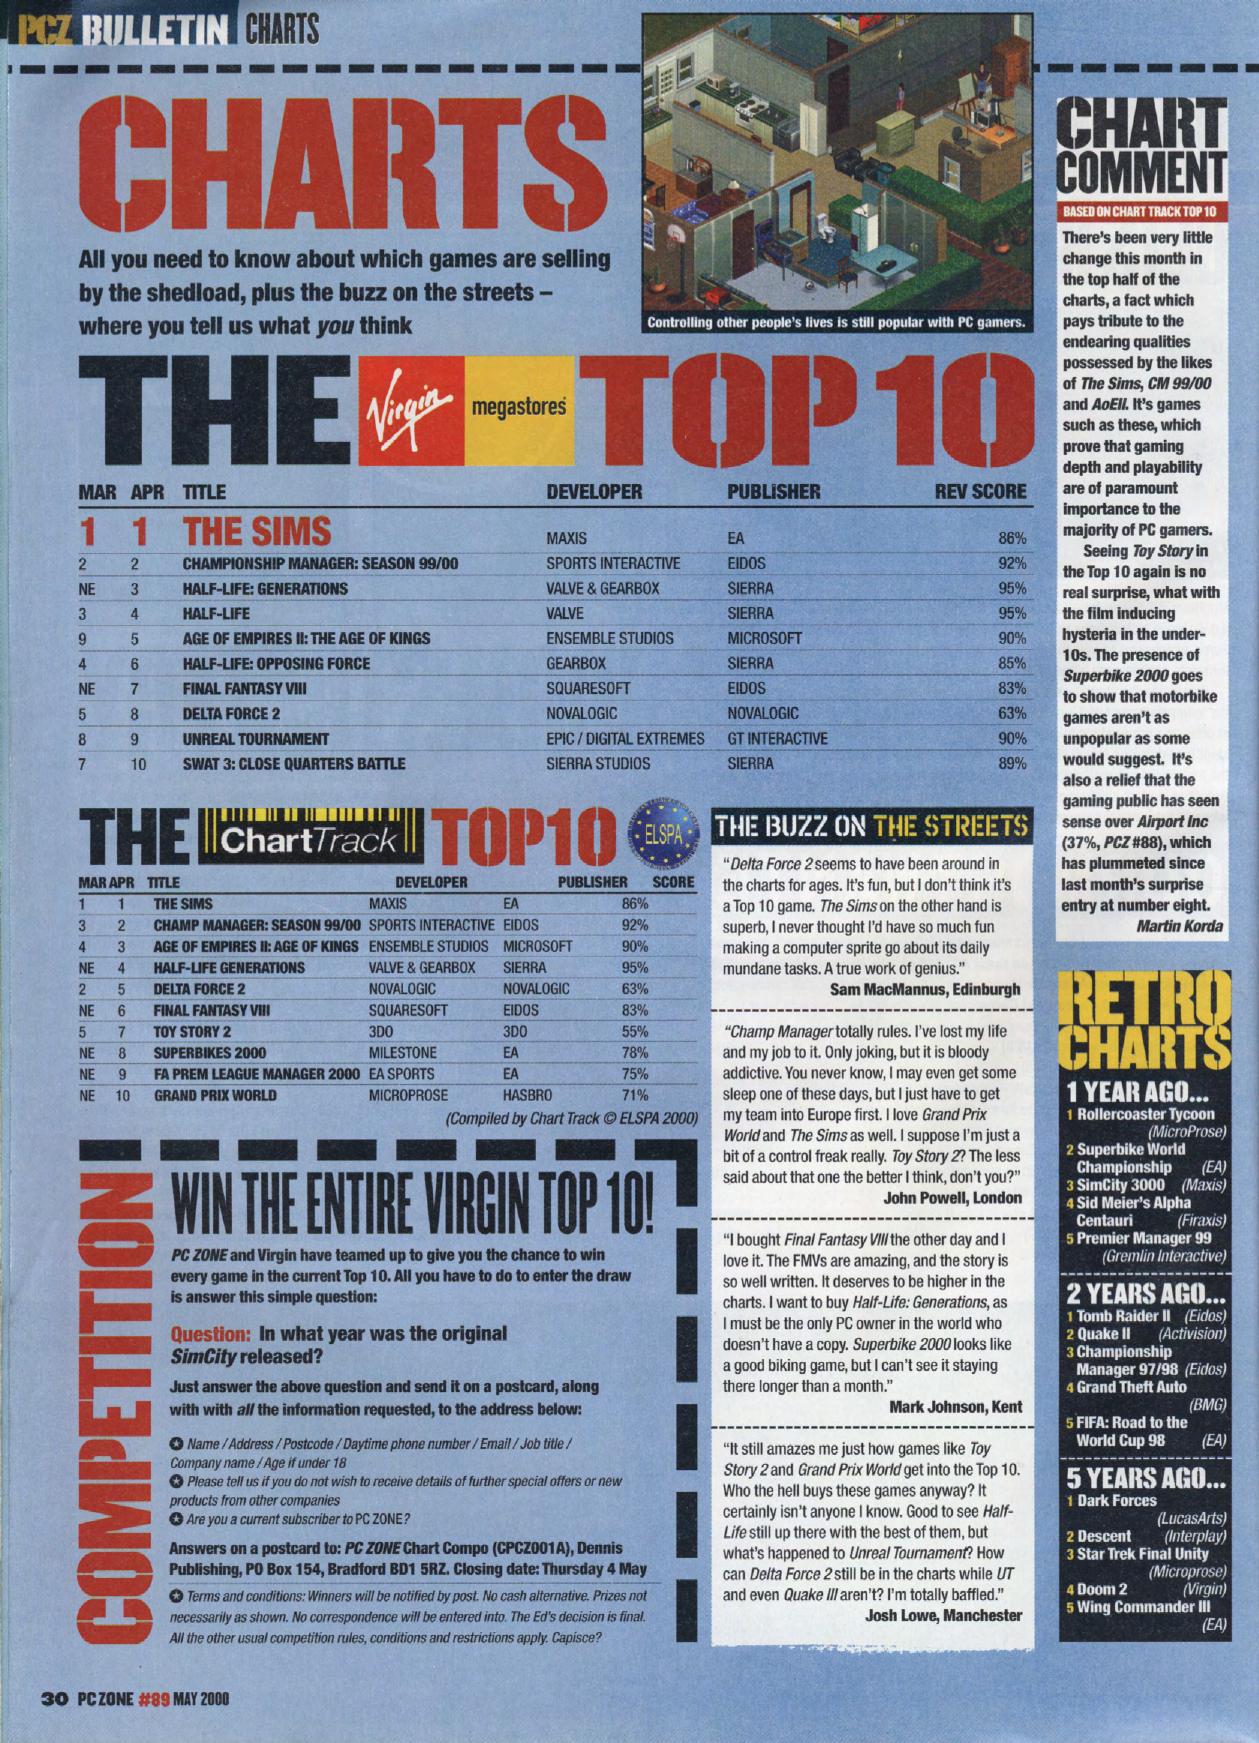 PCZ BULLETIN CHARTS
CHARTS
All you need to know about which games are selling
by the shedload, plus the buzz on the streets –
where you tell us what you think
Controlling other people's lives is still popular with PC gamers.
THE Virgin megastores TOP 10
MAR APR TITLE DEVELOPER PUBLISHER REV SCORE
1 1 THE SIMS MAXIS EA 86%
2 2 CHAMPIONSHIP MANAGER: SEASON 99/00 SPORTS INTERACTIVE EIDOS 92%
NE 3 HALF-LIFE: GENERATIONS VALVE & GEARBOX SIERRA 95%
3 4 HALF-LIFE VALVE SIERRA 95%
9 5 AGE OF EMPIRES II: THE AGE OF KINGS ENSEMBLE STUDIOS MICROSOFT 90%
4 6 HALF-LIFE: OPPOSING FORCE GEARBOX SIERRA 85%
NE 7 FINAL FANTASY VIII SQUARESOFT EIDOS 83%
5 8 DELTA FORCE 2 NOVALOGIC NOVALOGIC 63%
8 9 UNREAL TOURNAMENT EPIC / DIGITAL EXTREMES GT INTERACTIVE 90%
7 10 SWAT 3: CLOSE QUARTERS BATTLE SIERRA STUDIOS SIERRA 89%
THE ChartTrack TOP10 ELSPA
MAR APR TITLE DEVELOPER PUBLISHER SCORE
1 1 THE SIMS MAXIS EA 86%
3 2 CHAMP MANAGER: SEASON 99/00 SPORTS INTERACTIVE EIDOS 92%
4 3 AGE OF EMPIRES II: AGE OF KINGS ENSEMBLE STUDIOS MICROSOFT 90%
NE 4 HALF-LIFE GENERATIONS VALVE & GEARBOX SIERRA 95%
2 5 DELTA FORCE 2 NOVALOGIC NOVALOGIC 63%
NE 6 FINAL FANTASY VIII SQUARESOFT EIDOS 83%
5 7 TOY STORY 2 3DO 3DO 55%
NE 8 SUPERBIKES 2000 MILESTONE EA 78%
NE 9 FA PREM LEAGUE MANAGER 2000 EA SPORTS EA 75%
NE 10 GRAND PRIX WORLD MICROPROSE HASBRO 71%
(Compiled by Chart Track © ELSPA 2000)
COMPETITION
WIN THE ENTIRE VIRGIN TOP 10!
PC ZONE and Virgin have teamed up to give you the chance to win
every game in the current Top 10. All you have to do to enter the draw
is answer this simple question:
Question: In what year was the original
SimCity released?
Just answer the above question and send it on a postcard, along
with with all the information requested, to the address below:
Name / Address / Postcode / Daytime phone number / Email / Job title /
Company name / Age if under 18
Please tell us if you do not wish to receive details of further special offers or new
products from other companies
Are you a current subscriber to PC ZONE?
Answers on a postcard to: PC ZONE Chart Compo (CPCZ001A), Dennis
Publishing, PO Box 154, Bradford BD1 5RZ. Closing date: Thursday 4 May
Terms and conditions: Winners will be notified by post. No cash alternative. Prizes not
necessarily as shown. No correspondence will be entered into. The Ed's decision is final.
All the other usual competition rules, conditions and restrictions apply. Capisce?
THE BUZZ ON THE STREETS
"Delta Force 2 seems to have been around in
the charts for ages. It's fun, but I don't think it's
a Top 10 game. The Sims on the other hand is
superb, I never thought I'd have so much fun
making a computer sprite go about its daily
mundane tasks. A true work of genius."
Sam MacMannus, Edinburgh
"Champ Manager totally rules. I've lost my life
and my job to it. Only joking, but it is bloody
addictive. You never know, I may even get some
sleep one of these days, but I just have to get
my team into Europe first. I love Grand Prix
World and The Sims as well. I suppose I'm just a
bit of a control freak really. Toy Story 2? The less
said about that one the better I think, don't you?"
John Powell, London
"I bought Final Fantasy VIII the other day and I
love it. The FMVs are amazing, and the story is
so well written. It deserves to be higher in the
charts. I want to buy Half-Life: Generations, as
I must be the only PC owner in the world who
doesn't have a copy. Superbike 2000 looks like
a good biking game, but I can't see it staying
there longer than a month."
Mark Johnson, Kent
"It still amazes me just how games like Toy
Story 2 and Grand Prix World get into the Top 10.
Who the hell buys these games anyway? It
certainly isn't anyone I know. Good to see Half-
Life still up there with the best of them, but
what's happened to Unreal Tournament? How
can Delta Force 2 still be in the charts while UT
and even Quake III aren't? I'm totally baffled."
Josh Lowe, Manchester
CHART
COMMENT
BASED ON CHART TRACK TOP 10
There's been very little
change this month in
the top half of the
charts, a fact which
pays tribute to the
endearing qualities
possessed by the likes
of The Sims, CM 99/00
and AoEII. It's games
such as these, which
prove that gaming
depth and playability
are of paramount
importance to the
majority of PC gamers.
Seeing Toy Story in
the Top 10 again is no
real surprise, what with
the film inducing
hysteria in the under-
10s. The presence of
Superbike 2000 goes
to show that motorbike
games aren't as
unpopular as some
would suggest. It's
also a relief that the
gaming public has seen
sense over Airport Inc
(37%, PCZ #88), which
has plummeted since
last month's surprise
entry at number eight.
Martin Korda
RETRO
CHARTS
1 YEAR AGO...
1 Rollercoaster Tycoon
(MicroProse)
2 Superbike World
Championship (EA)
3 SimCity 3000 (Maxis)
4 Sid Meier's Alpha
Centauri (Firaxis)
5 Premier Manager 99
(Gremlin Interactive)
2 YEARS AGO...
1 Tomb Raider II (Eidos)
2 Quake II (Activision)
3 Championship
Manager 97/98 (Eidos)
4 Grand Theft Auto
(BMG)
5 FIFA: Road to the
World Cup 98 (EA)
5 YEARS AGO...
1 Dark Forces
(LucasArts)
2 Descent (Interplay)
3 Star Trek Final Unity
(Microprose)
4 Doom 2 (Virgin)
5 Wing Commander III
(EA)
30 PC ZONE #89 MAY 2000